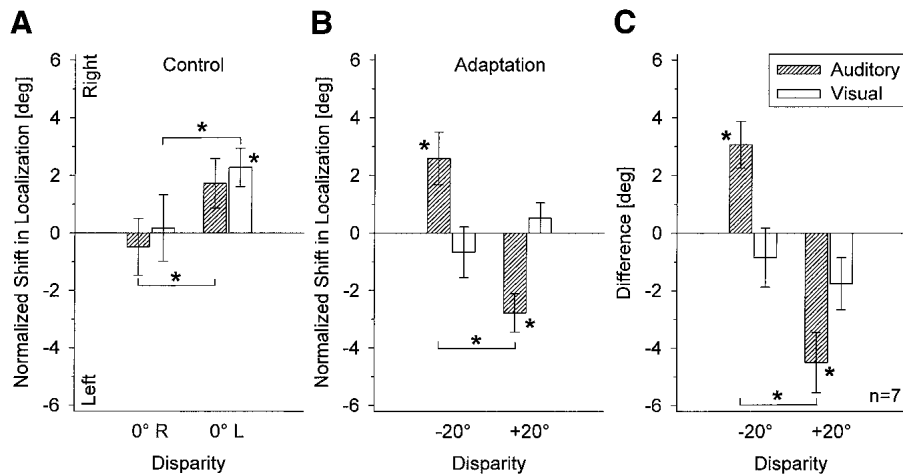 A
Normalized Shift in Localization [deg]
6
4
2
0
-2
-4
-6
Right
Left
Control
*
*
*
0° R
0° L
Disparity
B
Normalized Shift in Localization [deg]
6
4
2
0
-2
-4
-6
Adaptation
*
*
*
-20°
+20°
Disparity
C
Difference [deg]
6
4
2
0
-2
-4
-6
Auditory
Visual
*
*
*
n=7
-20°
+20°
Disparity